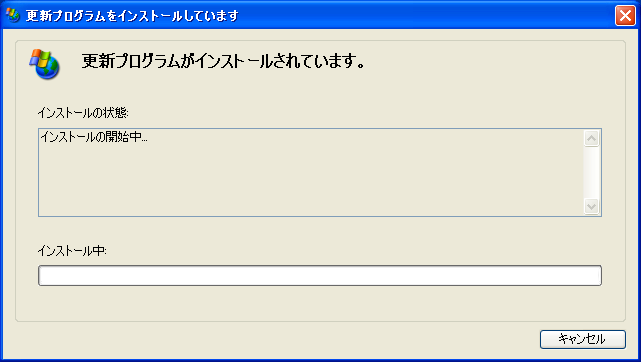 更新プログラムをインストールしています
更新プログラムがインストールされています。
インストールの状態:
インストールの開始中...
インストール中:
キャンセル